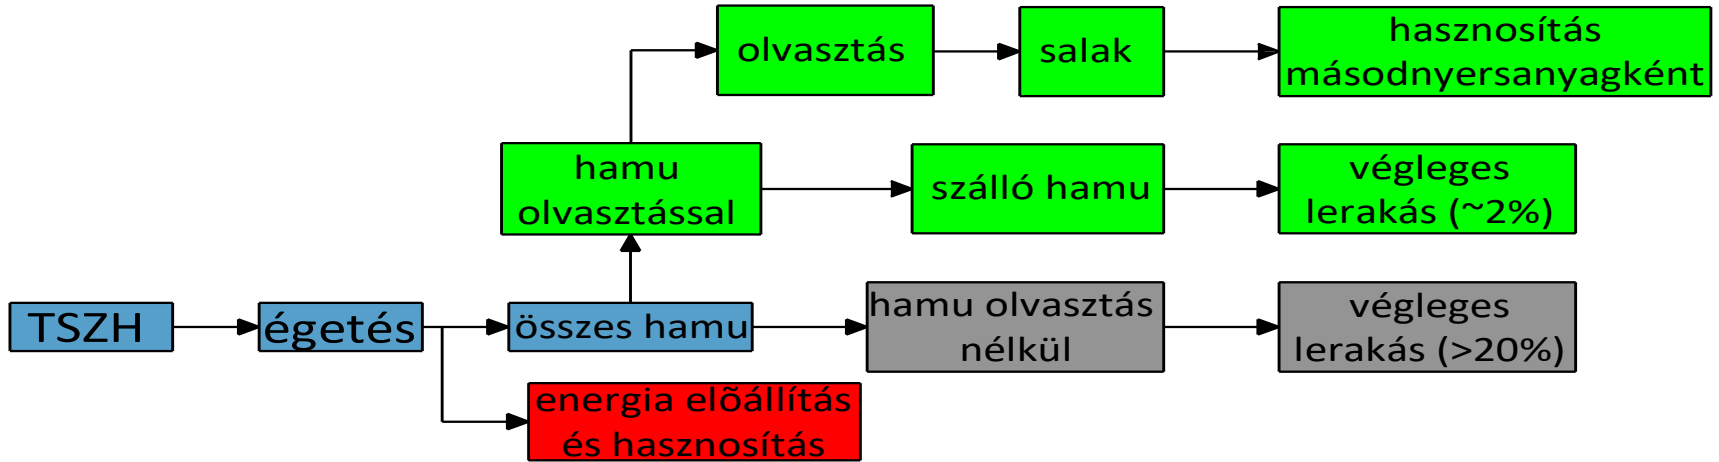 olvasztás
salak
hasznosítás
másodnyersanyagként
hamu
olvasztással
szálló hamu
végleges
lerakás (~2%)
TSZH
égetés
összes hamu
hamu olvasztás
nélkül
végleges
lerakás (>20%)
energia elõállítás
és hasznosítás